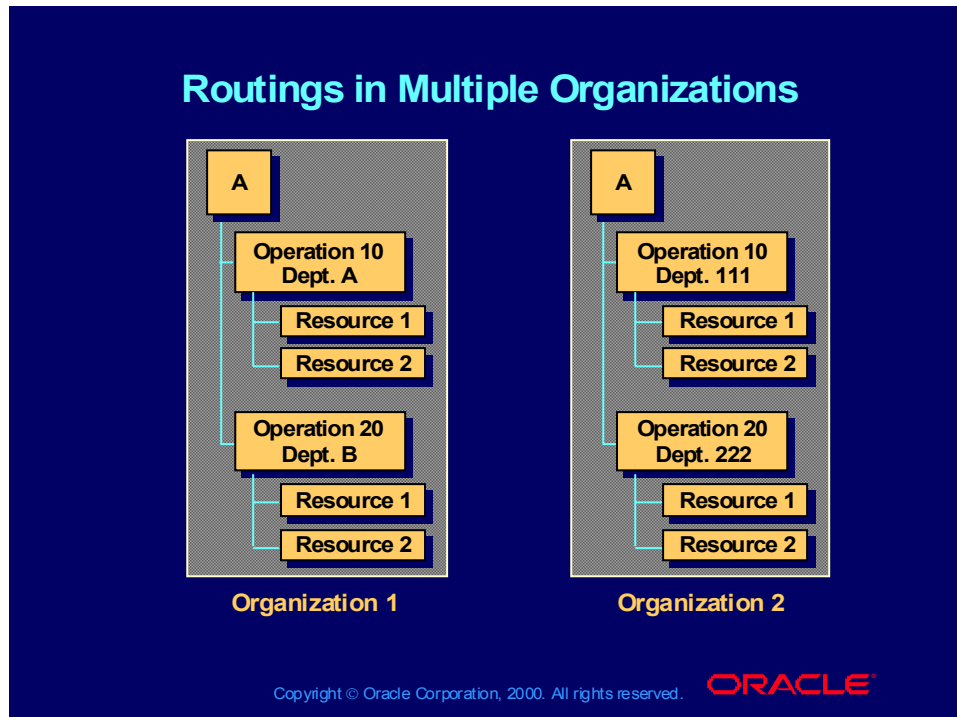 Routings in Multiple Organizations
A
Operation 10
Dept. A
Resource 1
Resource 2
Operation 20
Dept. B
Resource 1
Resource 2
Organization 1
A
Operation 10
Dept. 111
Resource 1
Resource 2
Operation 20
Dept. 222
Resource 1
Resource 2
Organization 2
Copyright © Oracle Corporation, 2000. All rights reserved.
ORACLE®